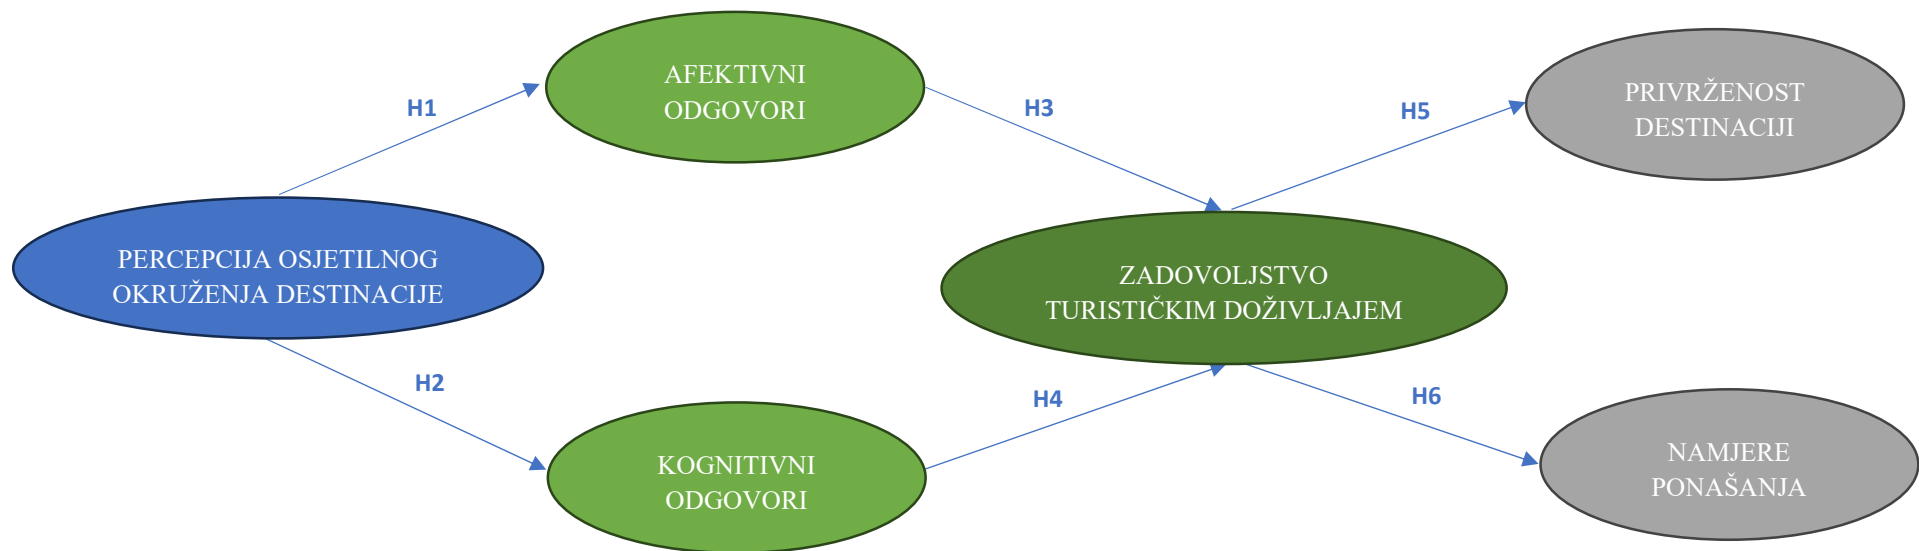 AFEKTIVNI
ODGOVORI
PRIVRŽENOST
DESTINACIJI
H1
H3
H5
PERCEPCIJA OSJETILNOG
OKRUŽENJA DESTINACIJE
ZADOVOLJSTVO
TURISTIČKIM DOŽIVLJAJEM
H2
H4
H6
KOGNITIVNI
ODGOVORI
NAMJERE
PONAŠANJA